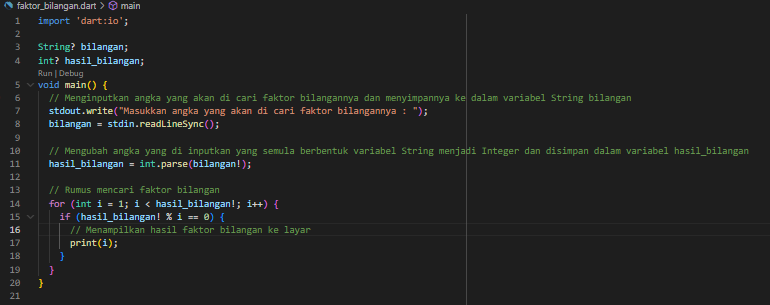 faktor_bilangan.dart > main
1 import 'dart:io';
2
3 String? bilangan;
4 int? hasil_bilangan;
Run | Debug
5 void main() {
6 // Menginputkan angka yang akan di cari faktor bilangannya dan menyimpannya ke dalam variabel String bilangan
7 stdout.write("Masukkan angka yang akan di cari faktor bilangannya : ");
8 bilangan = stdin.readLineSync();
9
10 // Mengubah angka yang di inputkan yang semula berbentuk variabel String menjadi Integer dan disimpan dalam variabel hasil_bilangan
11 hasil_bilangan = int.parse(bilangan!);
12
13 // Rumus mencari faktor bilangan
14 for (int i = 1; i < hasil_bilangan!; i++) {
15 if (hasil_bilangan! % i == 0) {
16 // Menampilkan hasil faktor bilangan ke layar
17 print(i);
18 }
19 }
20 }
21